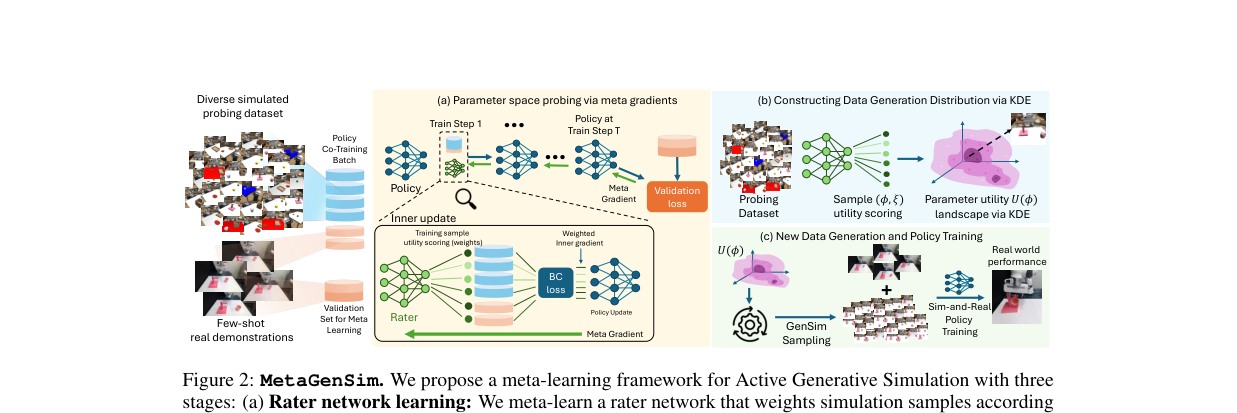 Diverse simulated
probing dataset
Policy
Co-Training
Batch
Few-shot
real demonstrations
Validation
Set for Meta
Learning
(a) Parameter space probing via meta gradients
Train Step 1
•••
Policy at
Train Step T
•••
Policy
Meta
Gradient
Validation
loss
Inner update
Training sample
utility scoring (weights)
Weighted
Inner gradient
BC
loss
Rater
Policy Update
Meta Gradient
(b) Constructing Data Generation Distribution via KDE
Probing
Dataset
Sample (ϕ, ξ)
utility scoring
Parameter utility U(ϕ)
landscape via KDE
(c) New Data Generation and Policy Training
U(ϕ)
GenSim
Sampling
+
Sim-and-Real
Policy
Training
Real world
performance
Figure 2: MetaGenSim. We propose a meta-learning framework for Active Generative Simulation with three
stages: (a) Rater network learning: We meta-learn a rater network that weights simulation samples according